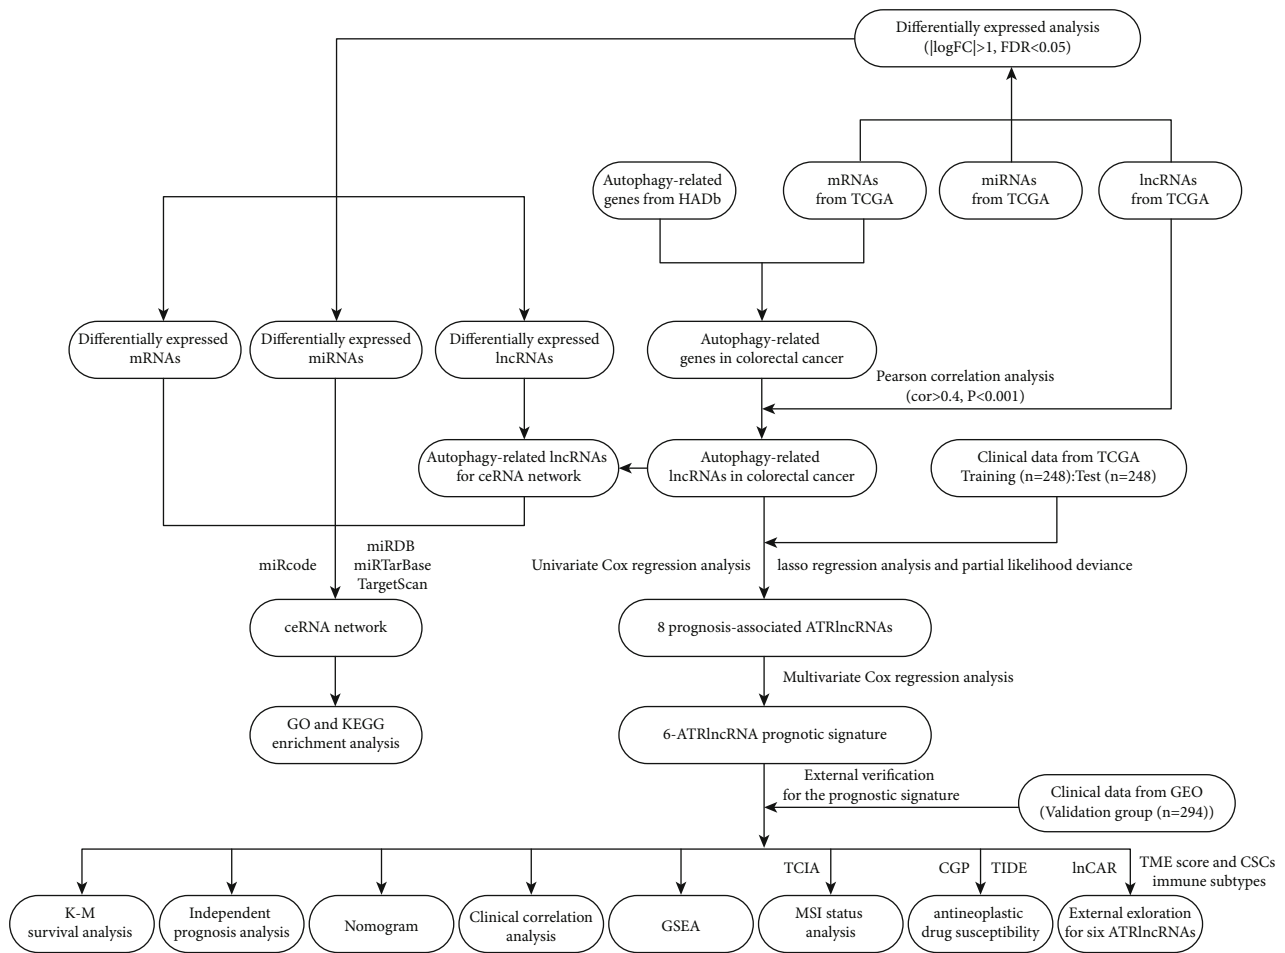 Differentially expressed analysis
(|logFC|>1, FDR<0.05)
Autophagy-related
genes from HADb
mRNAs
from TCGA
miRNAs
from TCGA
lncRNAs
from TCGA
Differentially expressed
mRNAs
Differentially expressed
miRNAs
Differentially expressed
lncRNAs
Autophagy-related
genes in colorectal cancer
Pearson correlation analysis
(cor>0.4, P<0.001)
Autophagy-related lncRNAs
for ceRNA network
Autophagy-related
lncRNAs in colorectal cancer
Clinical data from TCGA
Training (n=248):Test (n=248)
miRcode
miRDB
miRTarBase
TargetScan
Univariate Cox regression analysis
lasso regression analysis and partial likelihood deviance
ceRNA network
8 prognosis-associated ATRlncRNAs
Multivariate Cox regression analysis
GO and KEGG
enrichment analysis
6-ATRlncRNA prognotic signature
External verification
for the prognostic signature
Clinical data from GEO
(Validation group (n=294))
TCIA
CGP
TIDE
lnCAR
TME score and CSCs
immune subtypes
K-M
survival analysis
Independent
prognosis analysis
Nomogram
Clinical correlation
analysis
GSEA
MSI status
analysis
antineoplastic
drug susceptibility
External exloration
for six ATRlncRNAs